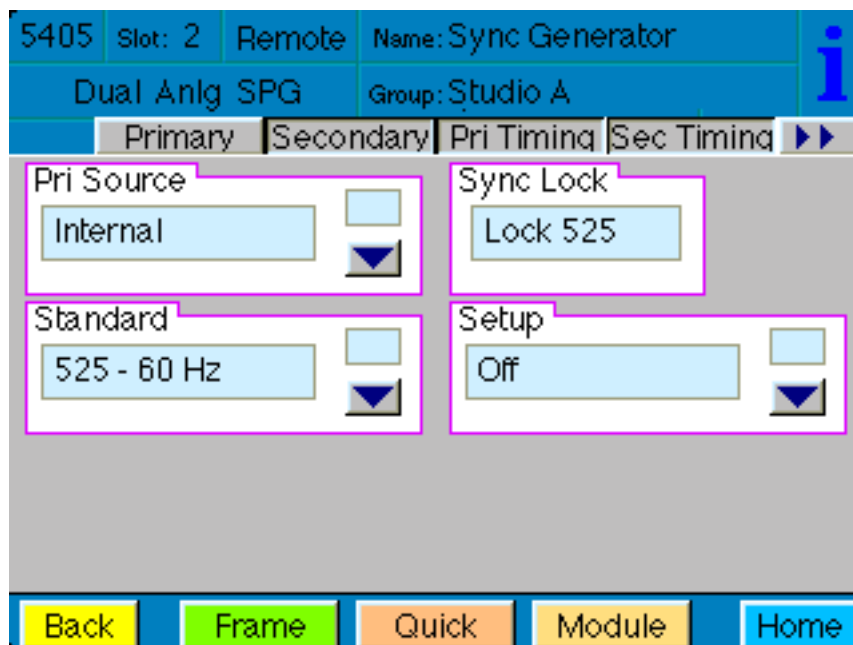 5405 Slot: 2 Remote Name: Sync Generator
Dual Anlg SPG Group: Studio A
Primary Secondary Pri Timing Sec Timing
Pri Source
Internal
Sync Lock
Lock 525
Standard
525 - 60 Hz
Setup
Off
Back Frame Quick Module Home